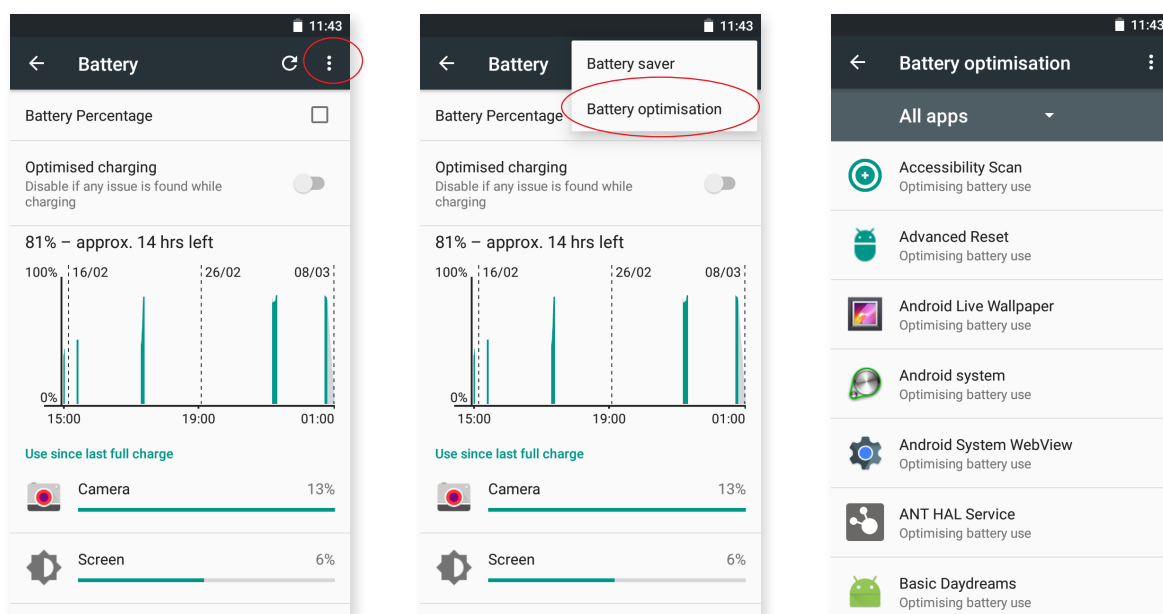 11:43
Battery
Battery Percentage
Optimised charging
Disable if any issue is found while
charging
81% – approx. 14 hrs left
100% 16/02 26/02 08/03
0%
15:00 19:00 01:00
Use since last full charge
Camera 13%
Screen 6%
11:43
Battery
Battery saver
Battery optimisation
Battery Percentage
Optimised charging
Disable if any issue is found while
charging
81% – approx. 14 hrs left
100% 16/02 26/02 08/03
0%
15:00 19:00 01:00
Use since last full charge
Camera 13%
Screen 6%
11:43
Battery optimisation
All apps
Accessibility Scan
Optimising battery use
Advanced Reset
Optimising battery use
Android Live Wallpaper
Optimising battery use
Android system
Optimising battery use
Android System WebView
Optimising battery use
ANT HAL Service
Optimising battery use
Basic Daydreams
Optimising battery use